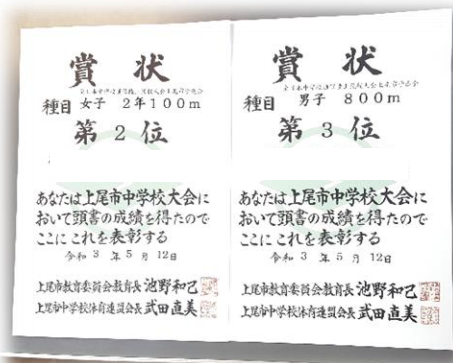 賞状
種目 女子 2年100m
第2位
あなたは上尾市中学校大会に
おいて頭書の成績を得たので
ここにこれを表彰する
令和3年5月12日
上尾市教育委員会教育長 池野和己
上尾市中学校体育連盟会長 武田直美
賞状
種目 男子 800m
第3位
あなたは上尾市中学校大会に
おいて頭書の成績を得たので
ここにこれを表彰する
令和3年5月12日
上尾市教育委員会教育長 池野和己
上尾市中学校体育連盟会長 武田直美